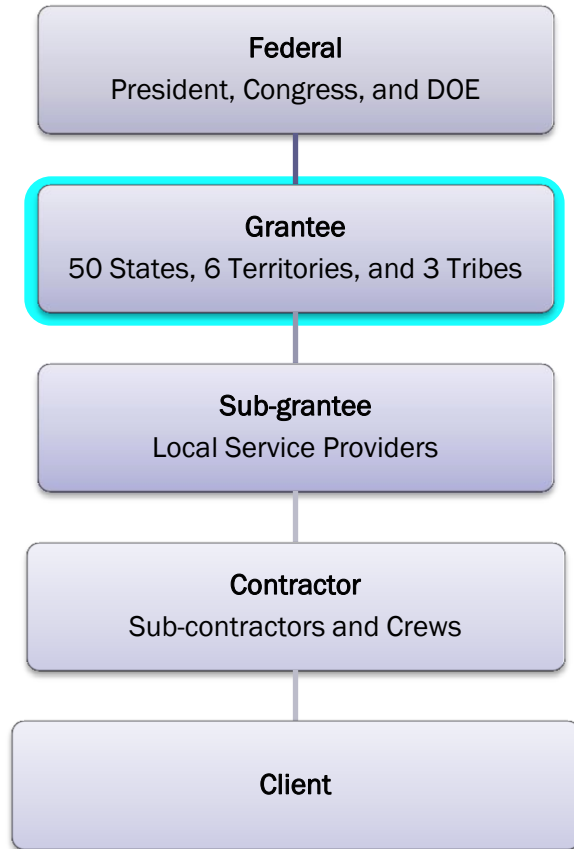 Federal
President, Congress, and DOE
Grantee
50 States, 6 Territories, and 3 Tribes
Sub-grantee
Local Service Providers
Contractor
Sub-contractors and Crews
Client